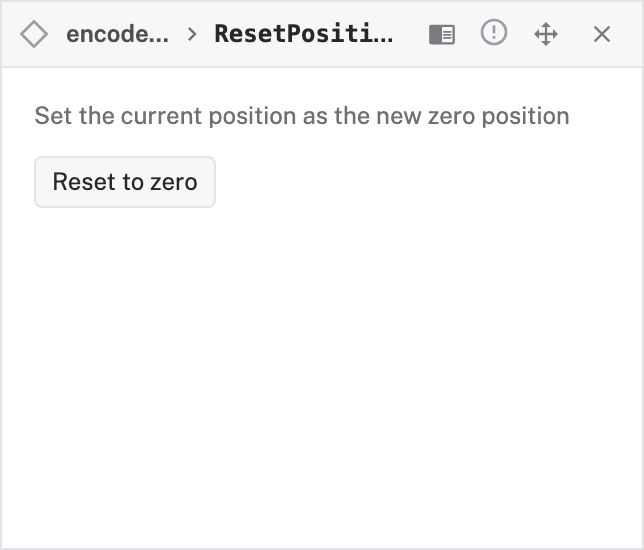 encode... > ResetPositi...
Set the current position as the new zero position
Reset to zero